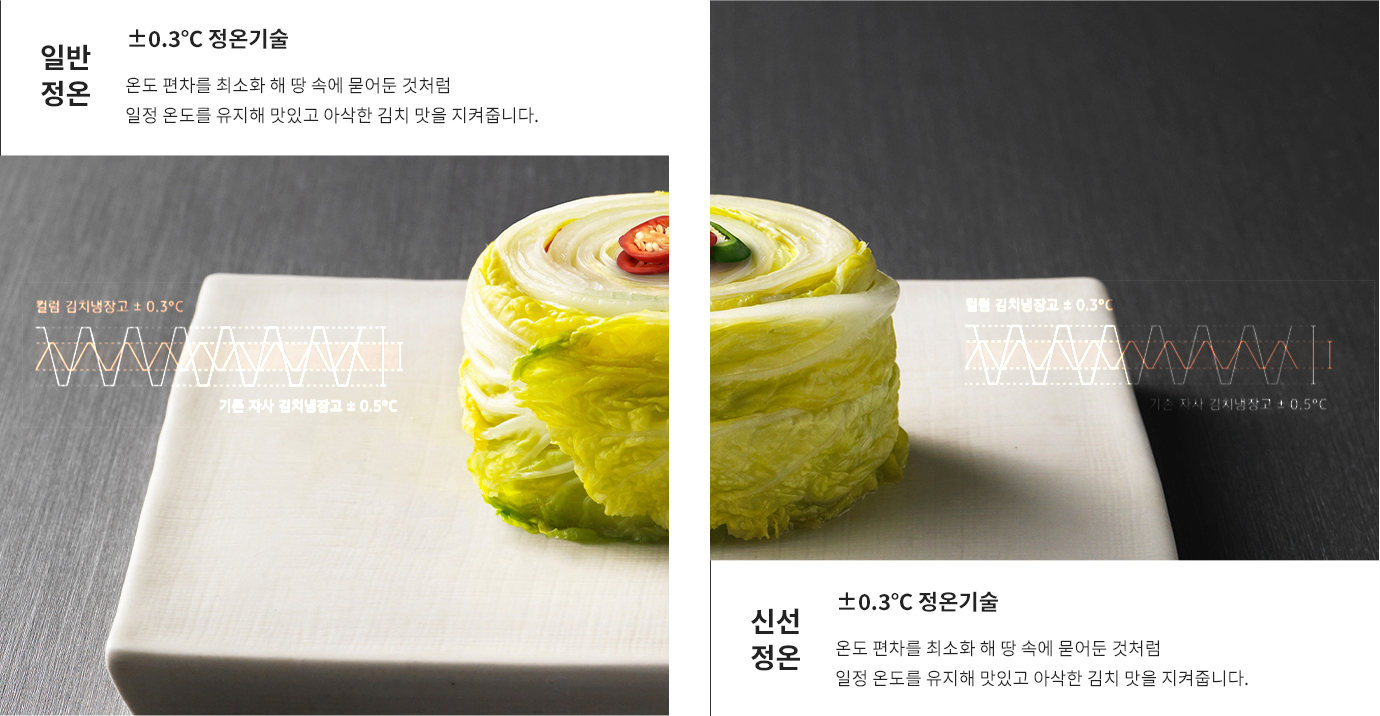 일반
정온
±0.3℃ 정온기술
온도 편차를 최소화 해 땅 속에 묻어둔 것처럼
일정 온도를 유지해 맛있고 아삭한 김치 맛을 지켜줍니다.
컬럼 김치냉장고 ± 0.3°C
기존 자사 김치냉장고 ± 0.5°C
컬럼 김치냉장고 ± 0.3°C
기존 자사 김치냉장고 ± 0.5°C
신선
정온
±0.3℃ 정온기술
온도 편차를 최소화 해 땅 속에 묻어둔 것처럼
일정 온도를 유지해 맛있고 아삭한 김치 맛을 지켜줍니다.